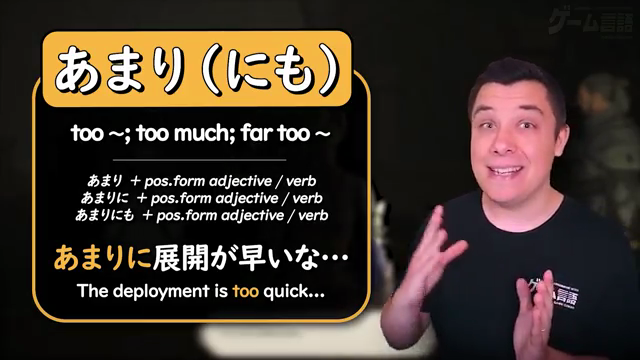 ゲーム言語
あまり（にも）
too ~; too much; far too ~
あまり + pos.form adjective / verb
あまりに + pos.form adjective / verb
あまりにも + pos.form adjective / verb
あまりに展開が早いな…
The deployment is too quick...
ゲーム言語